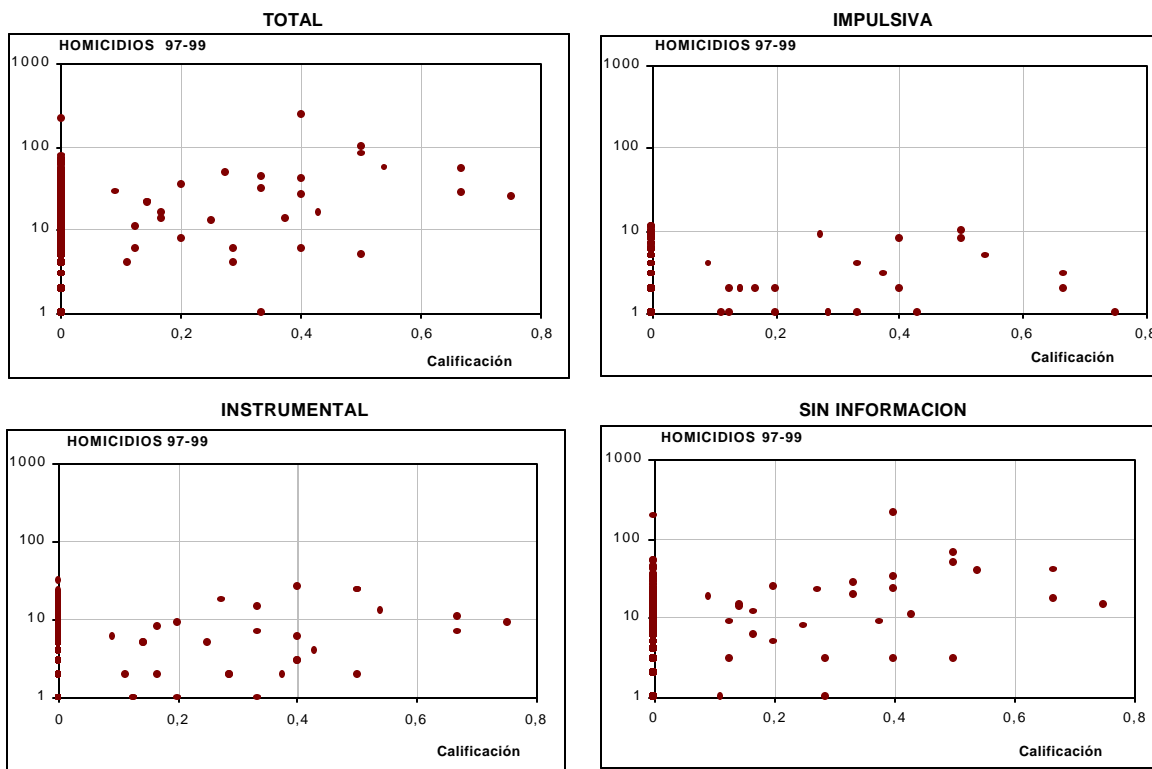 TOTAL
HOMICIDIOS 97-99
1000
100
10
1
0 0,2 0,4 0,6 0,8
Calificación
IMPULSIVA
HOMICIDIOS 97-99
1000
100
10
1
0 0,2 0,4 0,6 0,8
Calificación
INSTRUMENTAL
HOMICIDIOS 97-99
1000
100
10
1
0 0,2 0,4 0,6 0,8
Calificación
SIN INFORMACION
HOMICIDIOS 97-99
1000
100
10
1
0 0,2 0,4 0,6 0,8
Calificación